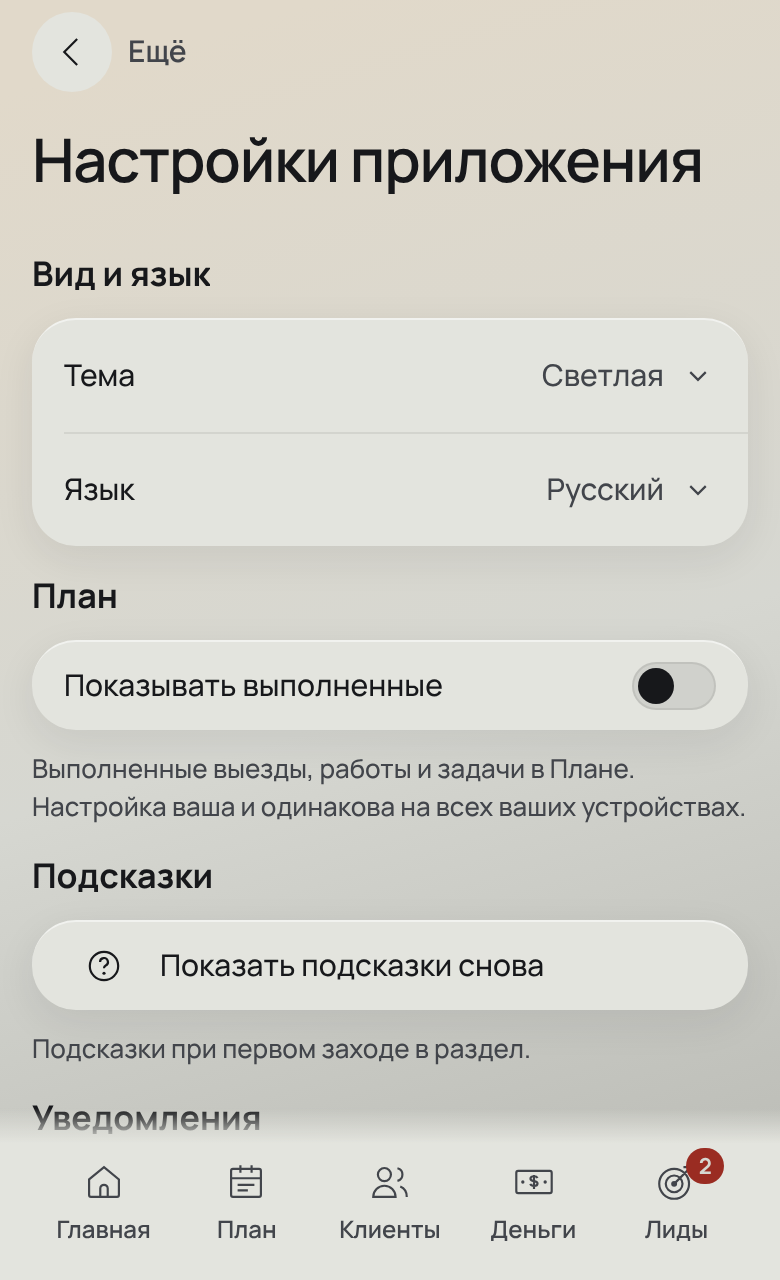 Ещё
Настройки приложения
Вид и язык
Тема
Светлая
Язык
Русский
План
Показывать выполненные
Выполненные выезды, работы и задачи в Плане.
Настройка ваша и одинакова на всех ваших устройствах.
Подсказки
Показать подсказки снова
Подсказки при первом заходе в раздел.
Уведомления
2
Главная
План
Клиенты
Деньги
Лиды